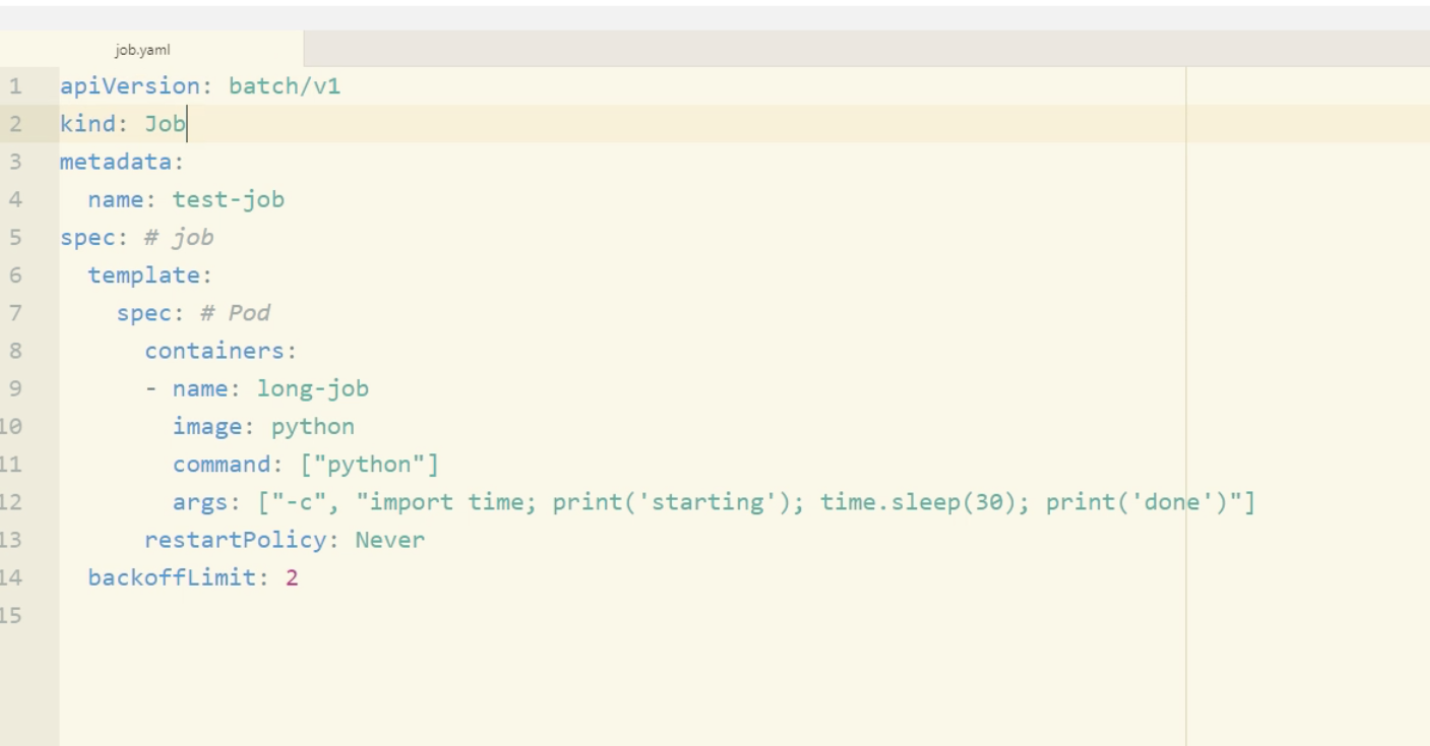 job.yaml
1 apiVersion: batch/v1
2 kind: Job
3 metadata:
4   name: test-job
5 spec: # job
6   template:
7     spec: # Pod
8       containers:
9       - name: long-job
10         image: python
11         command: ["python"]
12         args: ["-c", "import time; print('starting'); time.sleep(30); print('done')"]
13       restartPolicy: Never
14   backoffLimit: 2
15